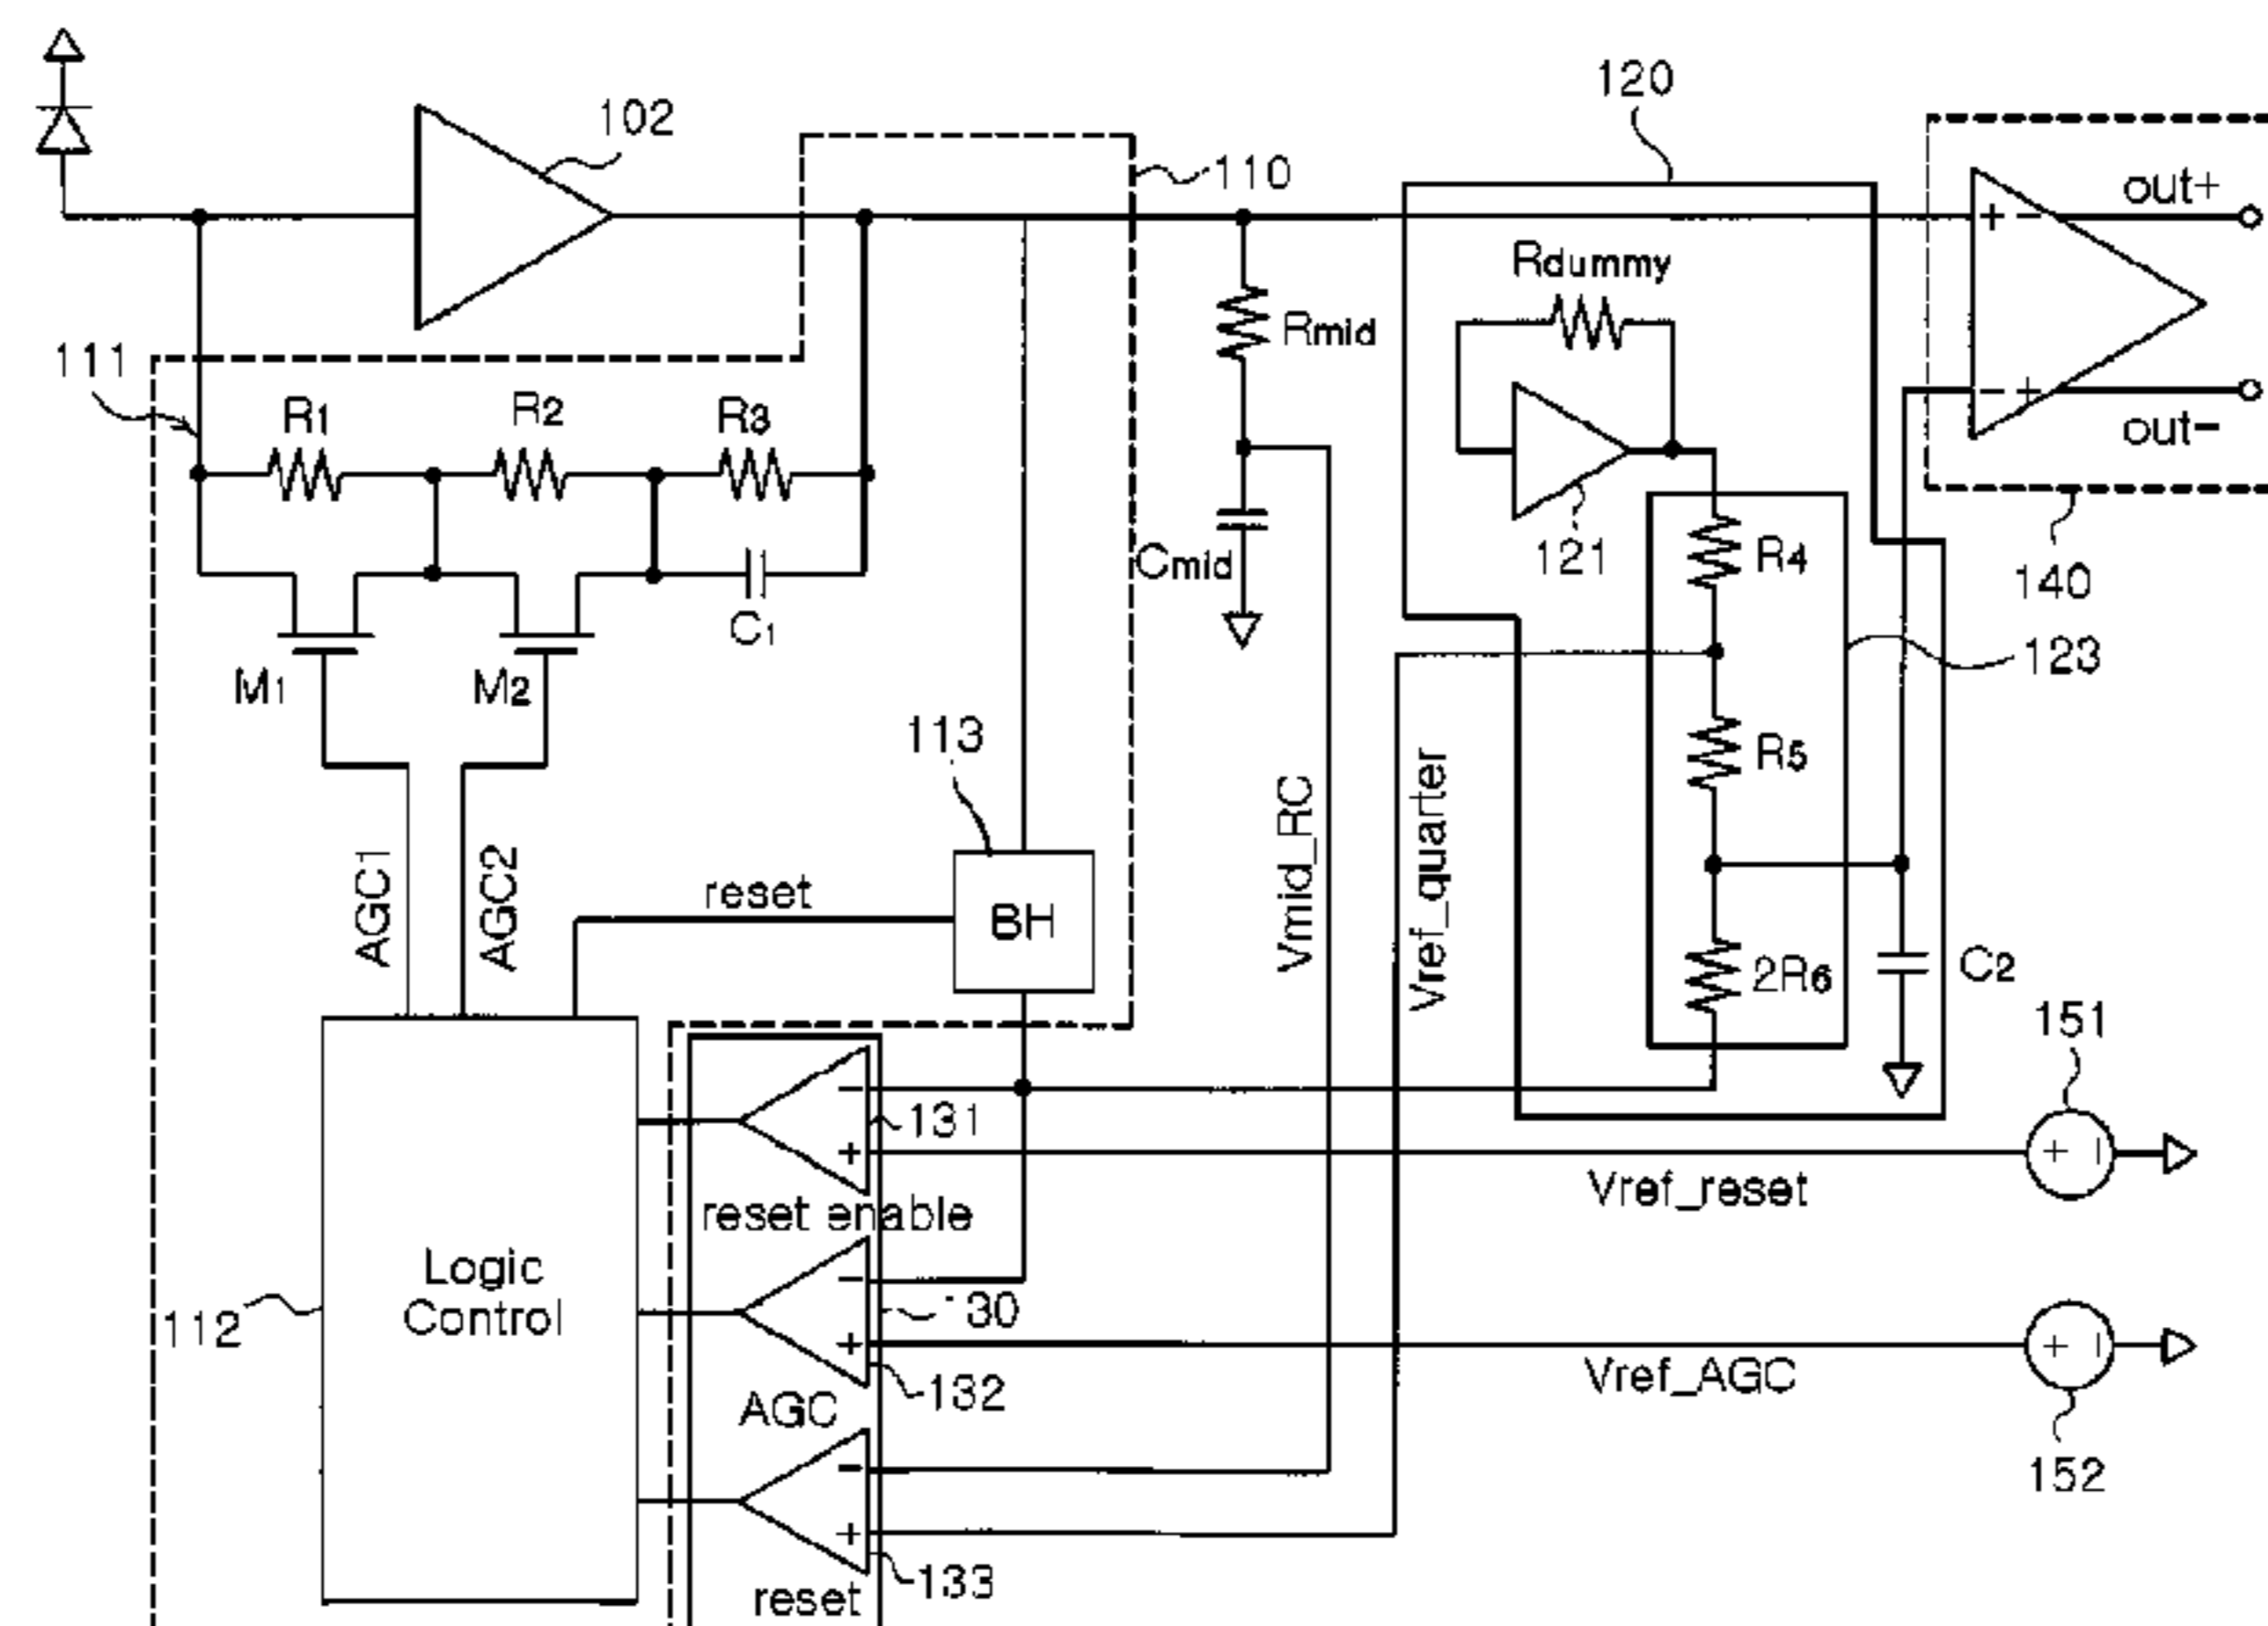 120
102
110
out+
+ -
Rdummy
Rmid
111
R1
R2
R3
- +
out-
121
R4
140
Cmid
C1
123
M1
M2
113
R5
AGC1
AGC2
reset
BH
Vmid_RC
Vref_quarter
2R6
C2
151
-
131
+
+ -
Vref_reset
reset enable
Logic
Control
-
130
112
+
+ -
132
Vref_AGC
AGC
152
-
+
133
reset